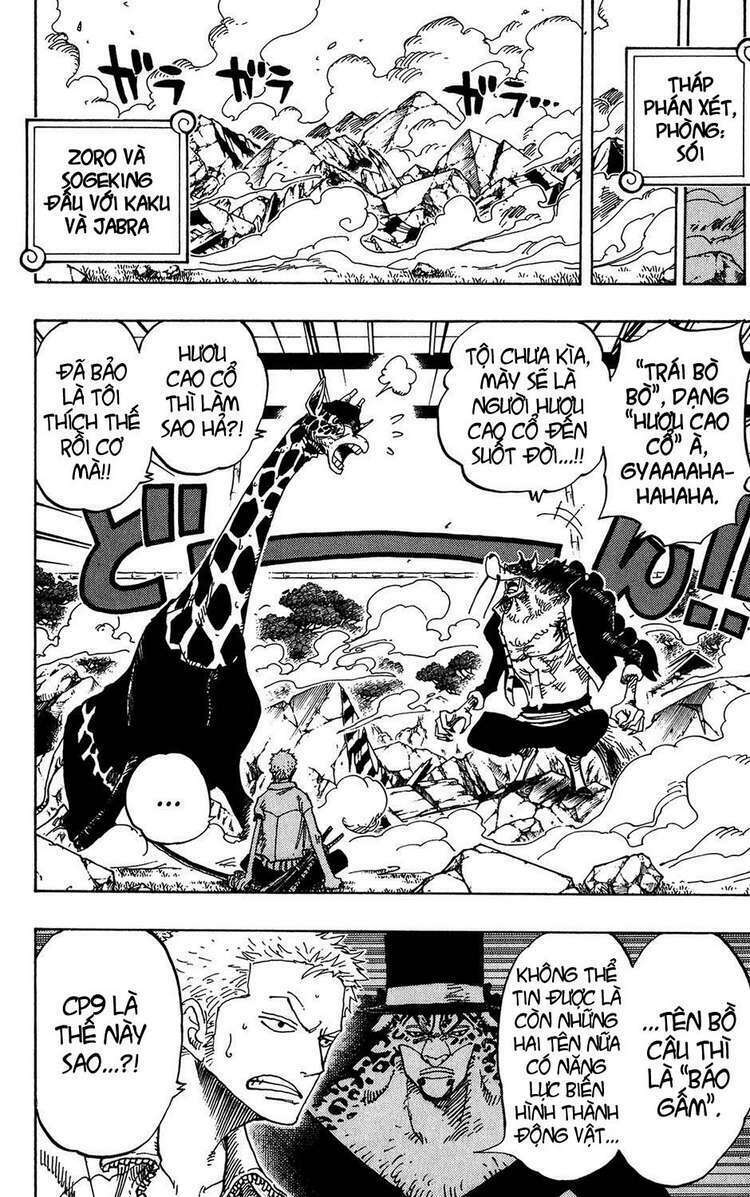 THÁP
PHÁN XÉT,
PHÒNG:
SÓI
ガラ
ガラ
ガラ...
ZORO VÀ
SOGEKING
ĐẤU VỚI KAKU
VÀ JABRA
"TRÁI BÒ
BÒ", DẠNG
"HƯƠU CAO
CỔ" À,
GYAAAAHA-
HAHAHA.
TỘI CHƯA KÌA,
MÀY SẼ LÀ
NGƯỜI HƯƠU
CAO CỔ ĐẾN
SUỐT ĐỜI...!!
HƯƠU
CAO CỔ
THÌ LÀM
SAO HẢ?!
ĐÃ BẢO
LÀ TÔI
THÍCH THẾ
RỒI CƠ
MÀ!!
どーん!!
...
...TÊN BỒ
CÂU THÌ
LÀ "BÁO
GẤM".
KHÔNG THỂ
TIN ĐƯỢC LÀ
CÒN NHỮNG
HAI TÊN NỮA
CÓ NĂNG
LỰC BIẾN
HÌNH THÀNH
ĐỘNG VẬT...
CP9 LÀ
THẾ NÀY
SAO...?!